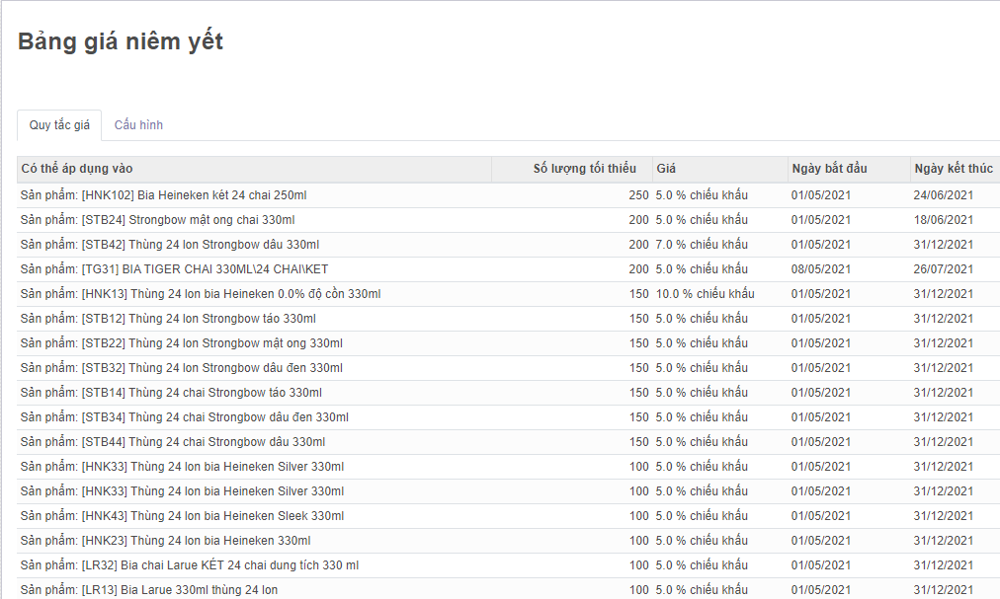 Bảng giá niêm yết
Quy tắc giá Cấu hình
Có thể áp dụng vào Số lượng tối thiểu Giá Ngày bắt đầu Ngày kết thúc
Sản phẩm: [HNK102] Bia Heineken két 24 chai 250ml 250 5.0 % chiếu khấu 01/05/2021 24/06/2021
Sản phẩm: [STB24] Strongbow mật ong chai 330ml 200 5.0 % chiếu khấu 01/05/2021 18/06/2021
Sản phẩm: [STB42] Thùng 24 lon Strongbow dâu 330ml 200 7.0 % chiếu khấu 01/05/2021 31/12/2021
Sản phẩm: [TG31] BIA TIGER CHAI 330ML\24 CHAI\KET 200 5.0 % chiếu khấu 08/05/2021 26/07/2021
Sản phẩm: [HNK13] Thùng 24 lon bia Heineken 0.0% độ cồn 330ml 150 10.0 % chiếu khấu 01/05/2021 31/12/2021
Sản phẩm: [STB12] Thùng 24 lon Strongbow táo 330ml 150 5.0 % chiếu khấu 01/05/2021 31/12/2021
Sản phẩm: [STB22] Thùng 24 lon Strongbow mật ong 330ml 150 5.0 % chiếu khấu 01/05/2021 31/12/2021
Sản phẩm: [STB32] Thùng 24 lon Strongbow dâu đen 330ml 150 5.0 % chiếu khấu 01/05/2021 31/12/2021
Sản phẩm: [STB14] Thùng 24 chai Strongbow táo 330ml 150 5.0 % chiếu khấu 01/05/2021 31/12/2021
Sản phẩm: [STB34] Thùng 24 chai Strongbow dâu đen 330ml 150 5.0 % chiếu khấu 01/05/2021 31/12/2021
Sản phẩm: [STB44] Thùng 24 chai Strongbow dâu 330ml 150 5.0 % chiếu khấu 01/05/2021 31/12/2021
Sản phẩm: [HNK33] Thùng 24 lon bia Heineken Silver 330ml 100 5.0 % chiếu khấu 01/05/2021 31/12/2021
Sản phẩm: [HNK33] Thùng 24 lon bia Heineken Silver 330ml 100 5.0 % chiếu khấu 01/05/2021 31/12/2021
Sản phẩm: [HNK43] Thùng 24 lon bia Heineken Sleek 330ml 100 5.0 % chiếu khấu 01/05/2021 31/12/2021
Sản phẩm: [HNK23] Thùng 24 lon bia Heineken 330ml 100 5.0 % chiếu khấu 01/05/2021 31/12/2021
Sản phẩm: [LR32] Bia chai Larue KÉT 24 chai dung tích 330 ml 100 5.0 % chiếu khấu 01/05/2021 31/12/2021
Sản phẩm: [LR13] Bia Larue 330ml thùng 24 lon 100 5.0 % chiếu khấu 01/05/2021 31/12/2021